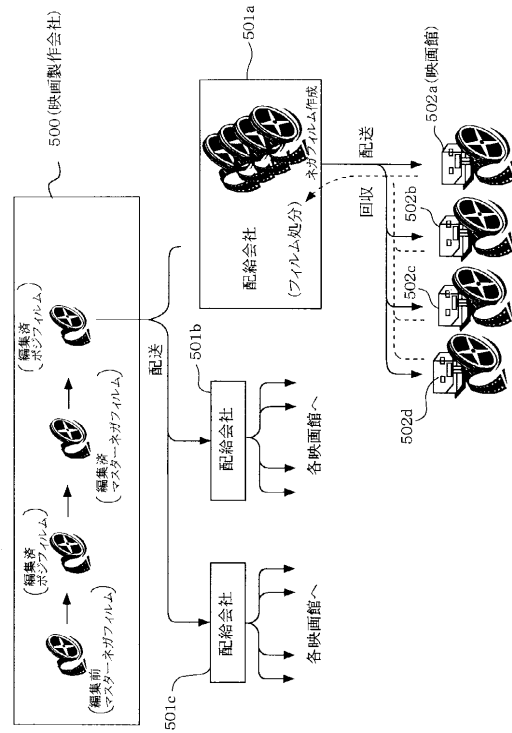 500(映画製作会社)
(編集前
マスターネガフィルム)
(編集済
ポジフィルム)
(編集済
マスターネガフィルム)
(編集済
ポジフィルム)
配送
501c
配給会社
各映画館へ
501b
配給会社
各映画館へ
501a
配給会社
(フィルム処分)
ネガフィルム作成
配送
回収
502a(映画館)
502b
502c
502d